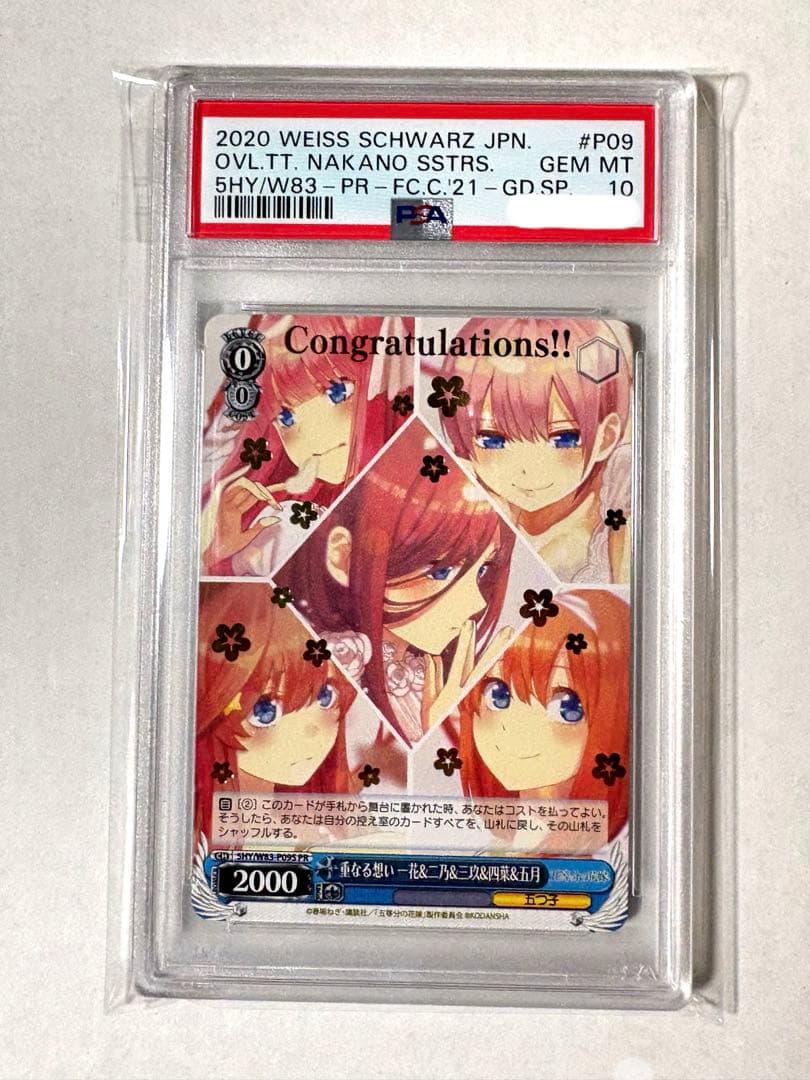 2020 WEISS SCHWARZ JPN. #P09
OVL.TT. NAKANO SSTRS. GEM MT
5HY/W83-PR-FC.C.'21-GD.SP. 10
PSA
Congratulations!!
0
0
COST
【②】このカードが手札から舞台に置かれた時、あなたはコストを払ってよい。
そうしたら、あなたは自分の控え室のカードすべてを、山札に戻し、その山札を
シャッフルする。
5HY/W83-P09S PR
2000
重なる想い 一花&二乃&三玖&四葉&五月
五つ子
©春場ねぎ・講談社/「五等分の花嫁」製作委員会 ®KODANSHA